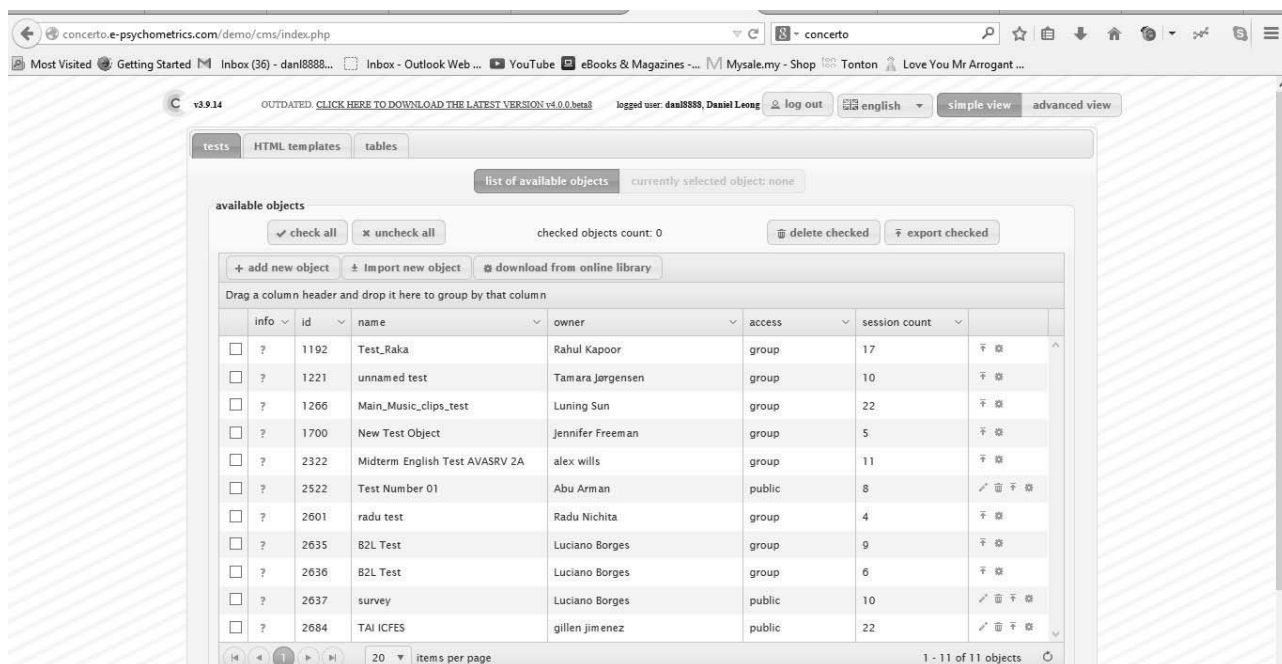 concerto.e-psychometrics.com/demo/cms/index.php
concerto
Most Visited Getting Started Inbox (36) - danl8888... Inbox - Outlook Web ... YouTube eBooks & Magazines -... Mysale.my - Shop Tonton Love You Mr Arrogant ...
C v3.9.14 OUTDATED. CLICK HERE TO DOWNLOAD THE LATEST VERSION v4.0.0.beta8 logged user: danl8888, Daniel Leong log out english simple view advanced view
tests HTML templates tables
list of available objects currently selected object: none
available objects
check all uncheck all checked objects count: 0 delete checked export checked
+ add new object Import new object download from online library
Drag a column header and drop it here to group by that column
info id name owner access session count
? 1192 Test_Raka Rahul Kapoor group 17
? 1221 unnamed test Tamara Jørgensen group 10
? 1266 Main_Music_clips_test Luning Sun group 22
? 1700 New Test Object Jennifer Freeman group 5
? 2322 Midterm English Test AVASRV 2A alex wills group 11
? 2522 Test Number 01 Abu Arman public 8
? 2601 radu test Radu Nichita group 4
? 2635 B2L Test Luciano Borges group 9
? 2636 B2L Test Luciano Borges group 6
? 2637 survey Luciano Borges public 10
? 2684 TAI ICFES gillen jimenez public 22
1 20 items per page 1 - 11 of 11 objects